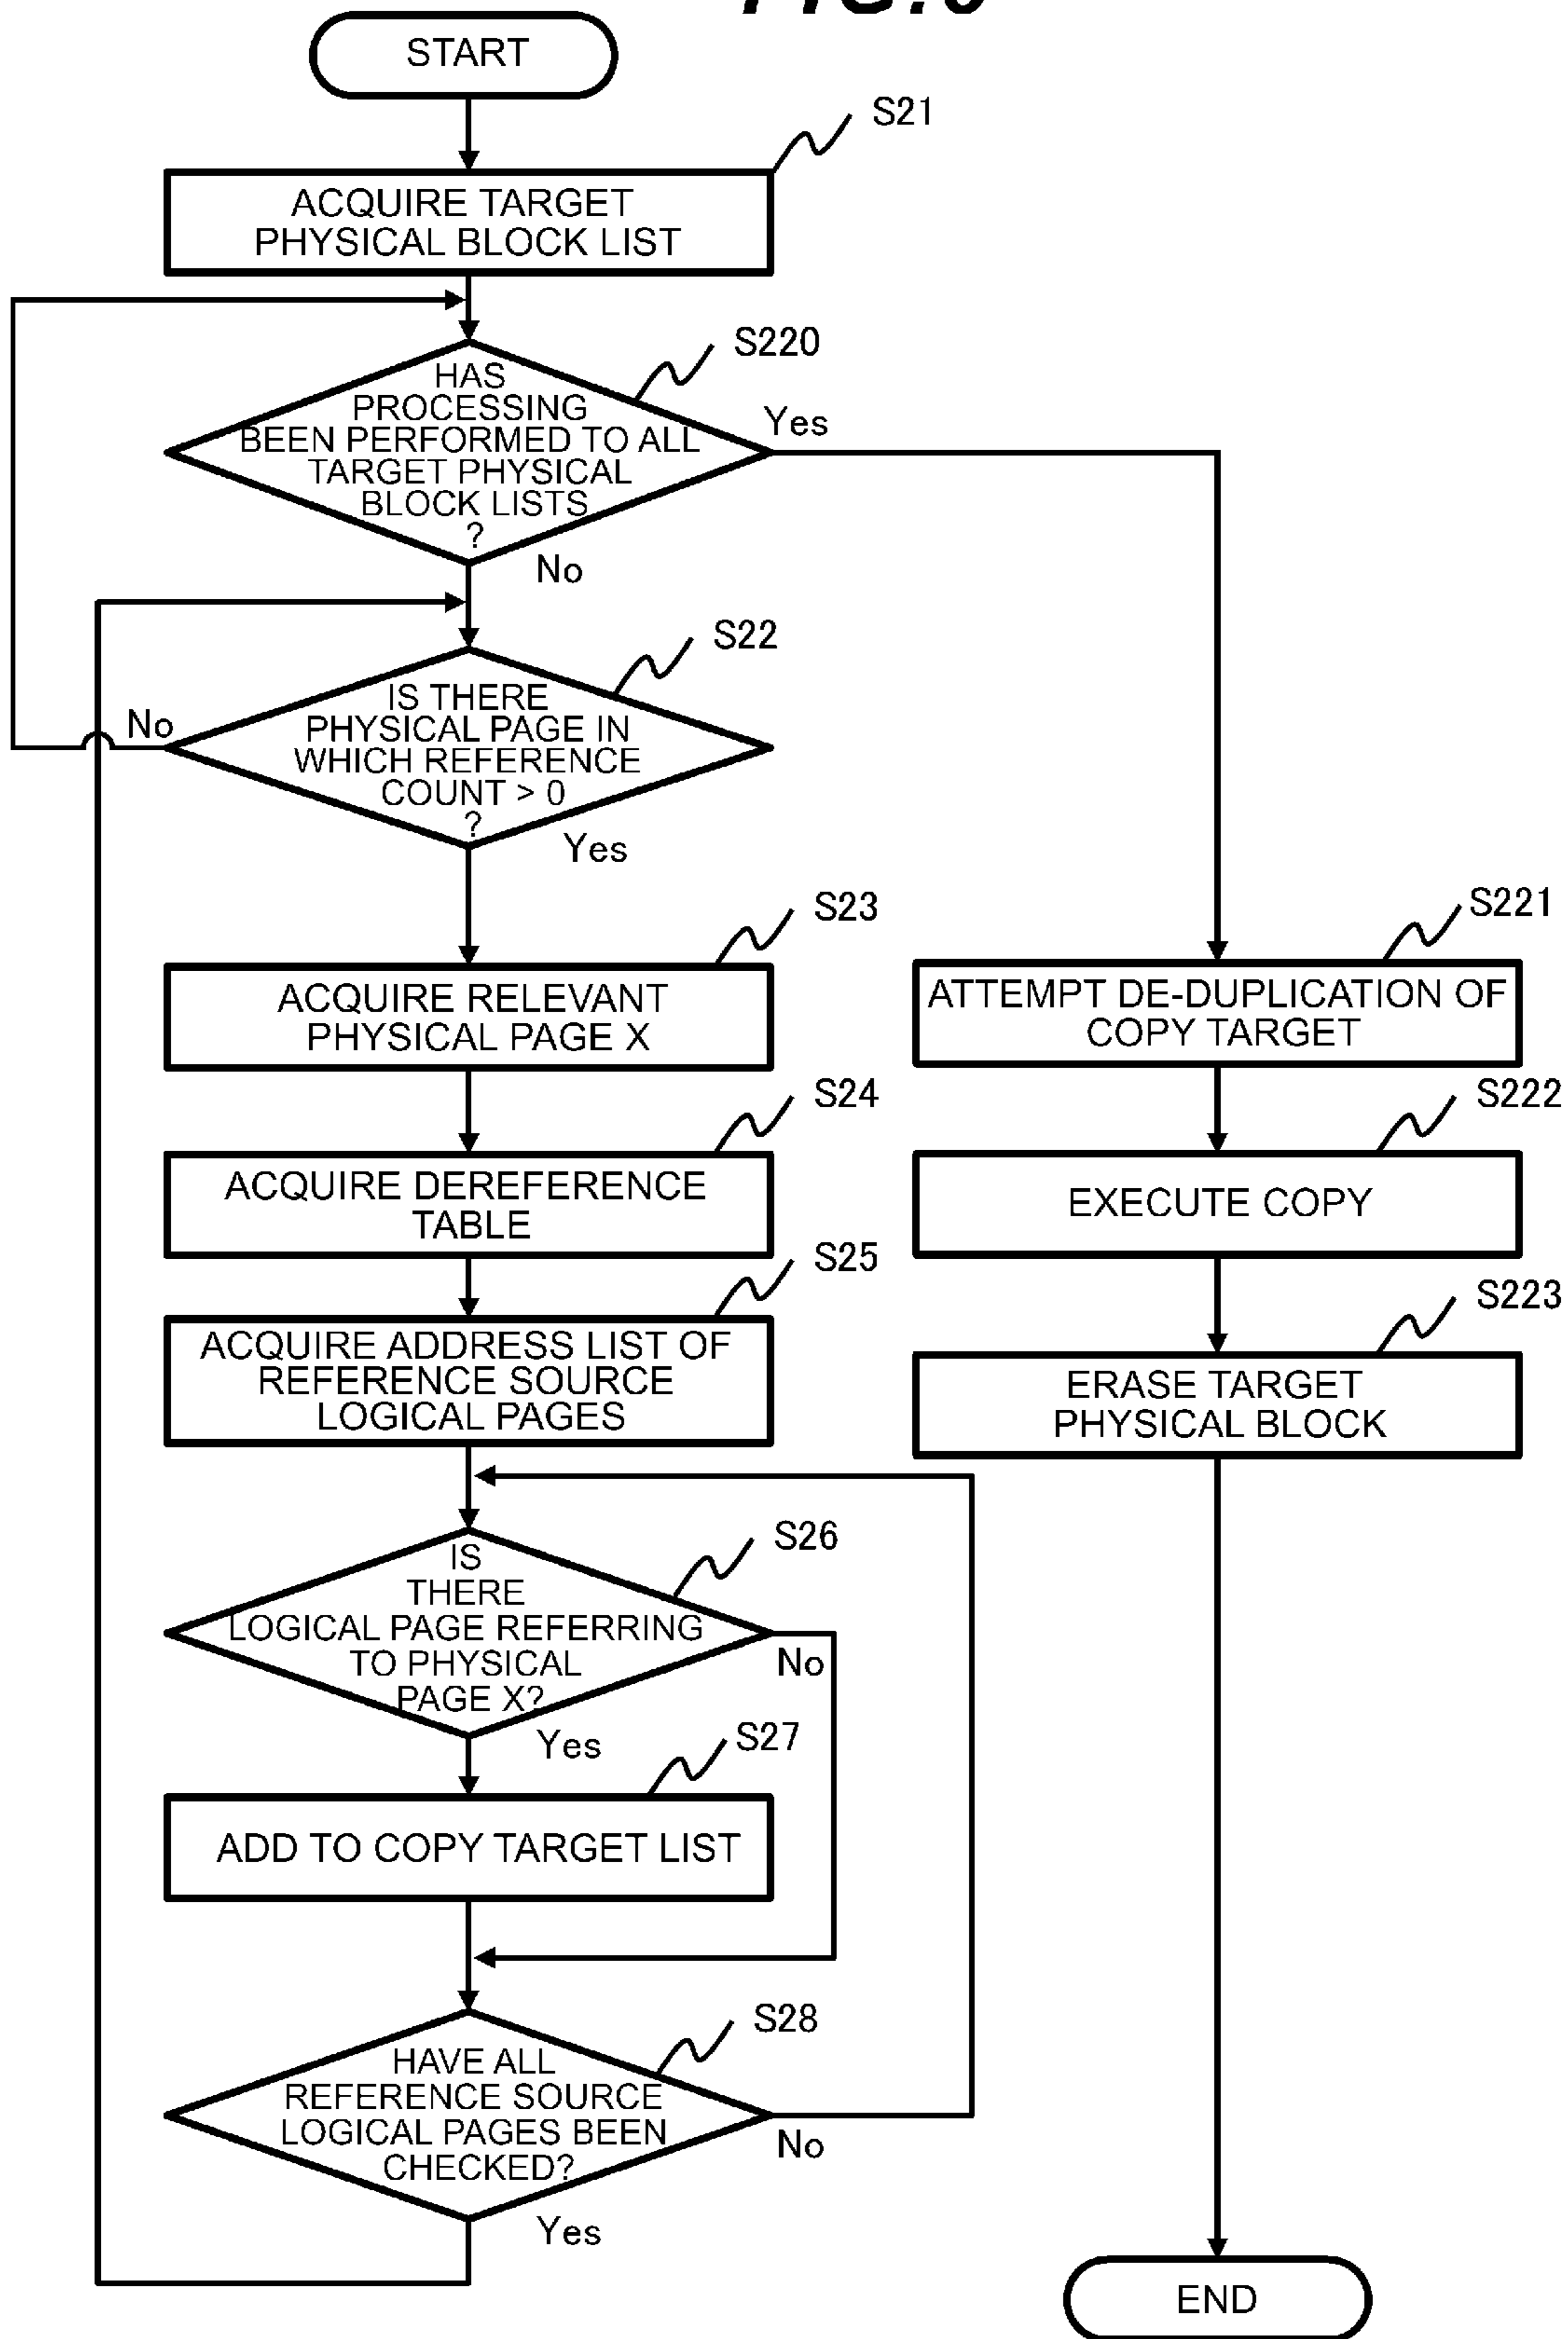 START
S21
ACQUIRE TARGET
PHYSICAL BLOCK LIST
S220
HAS
PROCESSING
BEEN PERFORMED TO ALL
TARGET PHYSICAL
BLOCK LISTS
?
Yes
No
S22
IS THERE
PHYSICAL PAGE IN
WHICH REFERENCE
COUNT > 0
?
No
Yes
S23
ACQUIRE RELEVANT
PHYSICAL PAGE X
S24
ACQUIRE DEREFERENCE
TABLE
S25
ACQUIRE ADDRESS LIST OF
REFERENCE SOURCE
LOGICAL PAGES
S26
IS
THERE
LOGICAL PAGE REFERRING
TO PHYSICAL
PAGE X?
No
Yes
S27
ADD TO COPY TARGET LIST
S28
HAVE ALL
REFERENCE SOURCE
LOGICAL PAGES BEEN
CHECKED?
No
Yes
S221
ATTEMPT DE-DUPLICATION OF
COPY TARGET
S222
EXECUTE COPY
S223
ERASE TARGET
PHYSICAL BLOCK
END